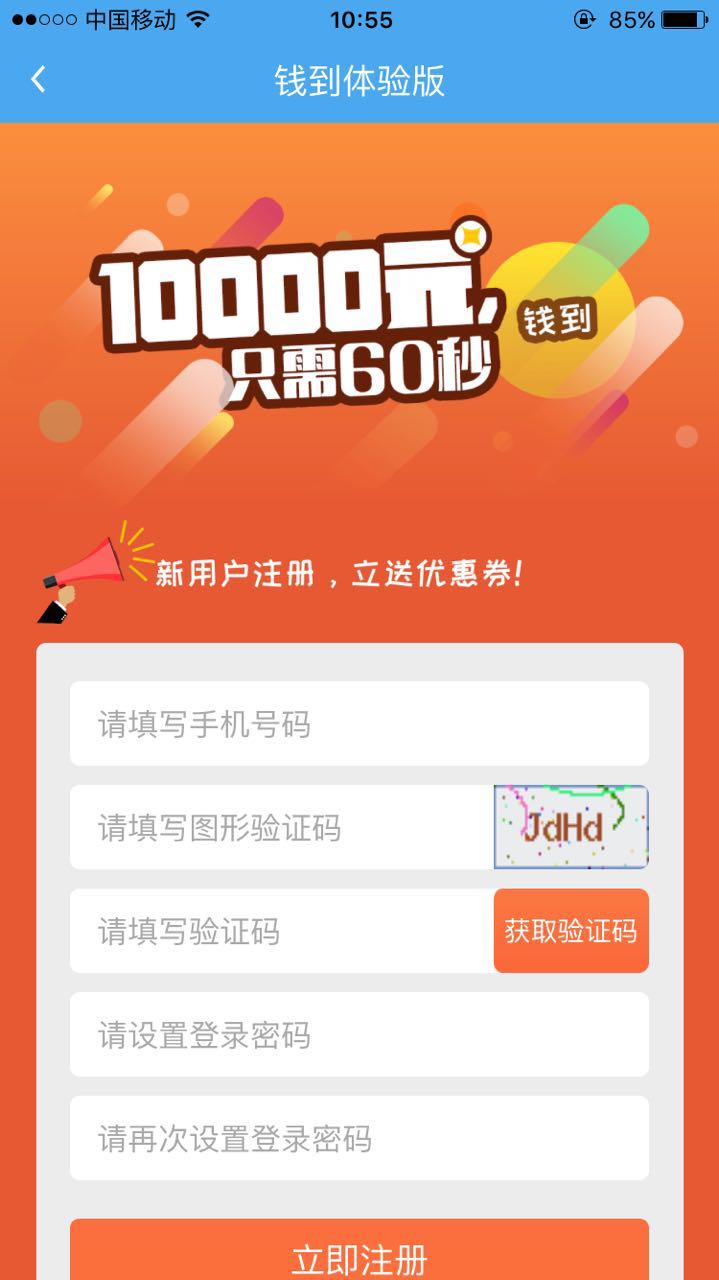 中国移动 10:55 85%
钱到体验版
10000元,
钱到
只需60秒
新用户注册，立送优惠券!
请填写手机号码
请填写图形验证码 JdHd
请填写验证码 获取验证码
请设置登录密码
请再次设置登录密码
立即注册